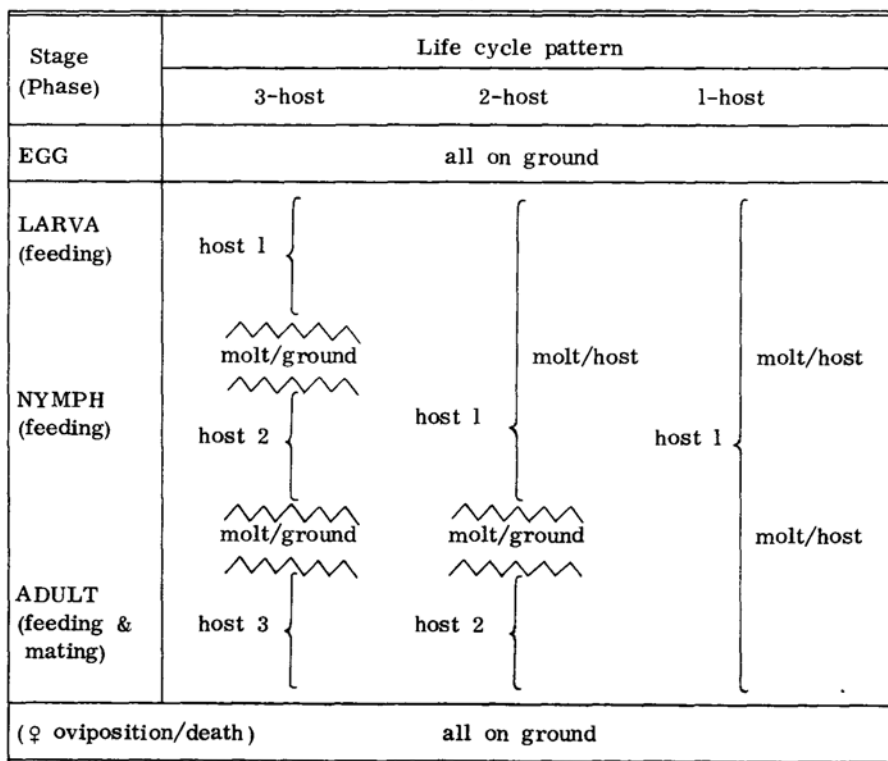 Stage
(Phase)
Life cycle pattern
3-host 2-host 1-host
EGG all on ground
LARVA
(feeding)
host 1
molt/ground molt/host molt/host
NYMPH
(feeding)
host 2 host 1 host 1
molt/ground molt/ground molt/host
ADULT
(feeding &
mating)
host 3 host 2
(♀ oviposition/death) all on ground